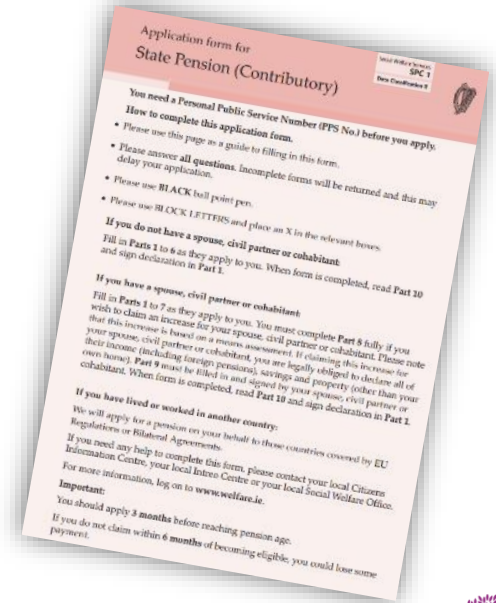 Application form for
State Pension (Contributory)
Social Welfare Services
SPC 1
Data Classification R
You need a Personal Public Service Number (PPS No.) before you apply.
How to complete this application form.
• Please use this page as a guide to filling in this form.
• Please answer all questions. Incomplete forms will be returned and this may
delay your application.
• Please use BLACK ball point pen.
• Please use BLOCK LETTERS and place an X in the relevant boxes.
If you do not have a spouse, civil partner or cohabitant:
Fill in Parts 1 to 6 as they apply to you. When form is completed, read Part 10
and sign declaration in Part 1.
If you have a spouse, civil partner or cohabitant:
Fill in Parts 1 to 7 as they apply to you. You must complete Part 8 fully if you
wish to claim an increase for your spouse, civil partner or cohabitant. Please note
that this increase is based on a means assessment. If claiming this increase for
your spouse, civil partner or cohabitant, you are legally obliged to declare all of
their income (including foreign pensions), savings and property (other than your
own home). Part 9 must be filled in and signed by your spouse, civil partner or
cohabitant. When form is completed, read Part 10 and sign declaration in Part 1.
If you have lived or worked in another country:
We will apply for a pension on your behalf to those countries covered by EU
Regulations or Bilateral Agreements.
If you need any help to complete this form, please contact your local Citizens
Information Centre, your local Intreo Centre or your local Social Welfare Office.
For more information, log on to www.welfare.ie.
Important:
You should apply 3 months before reaching pension age.
If you do not claim within 6 months of becoming eligible, you could lose some
payment.